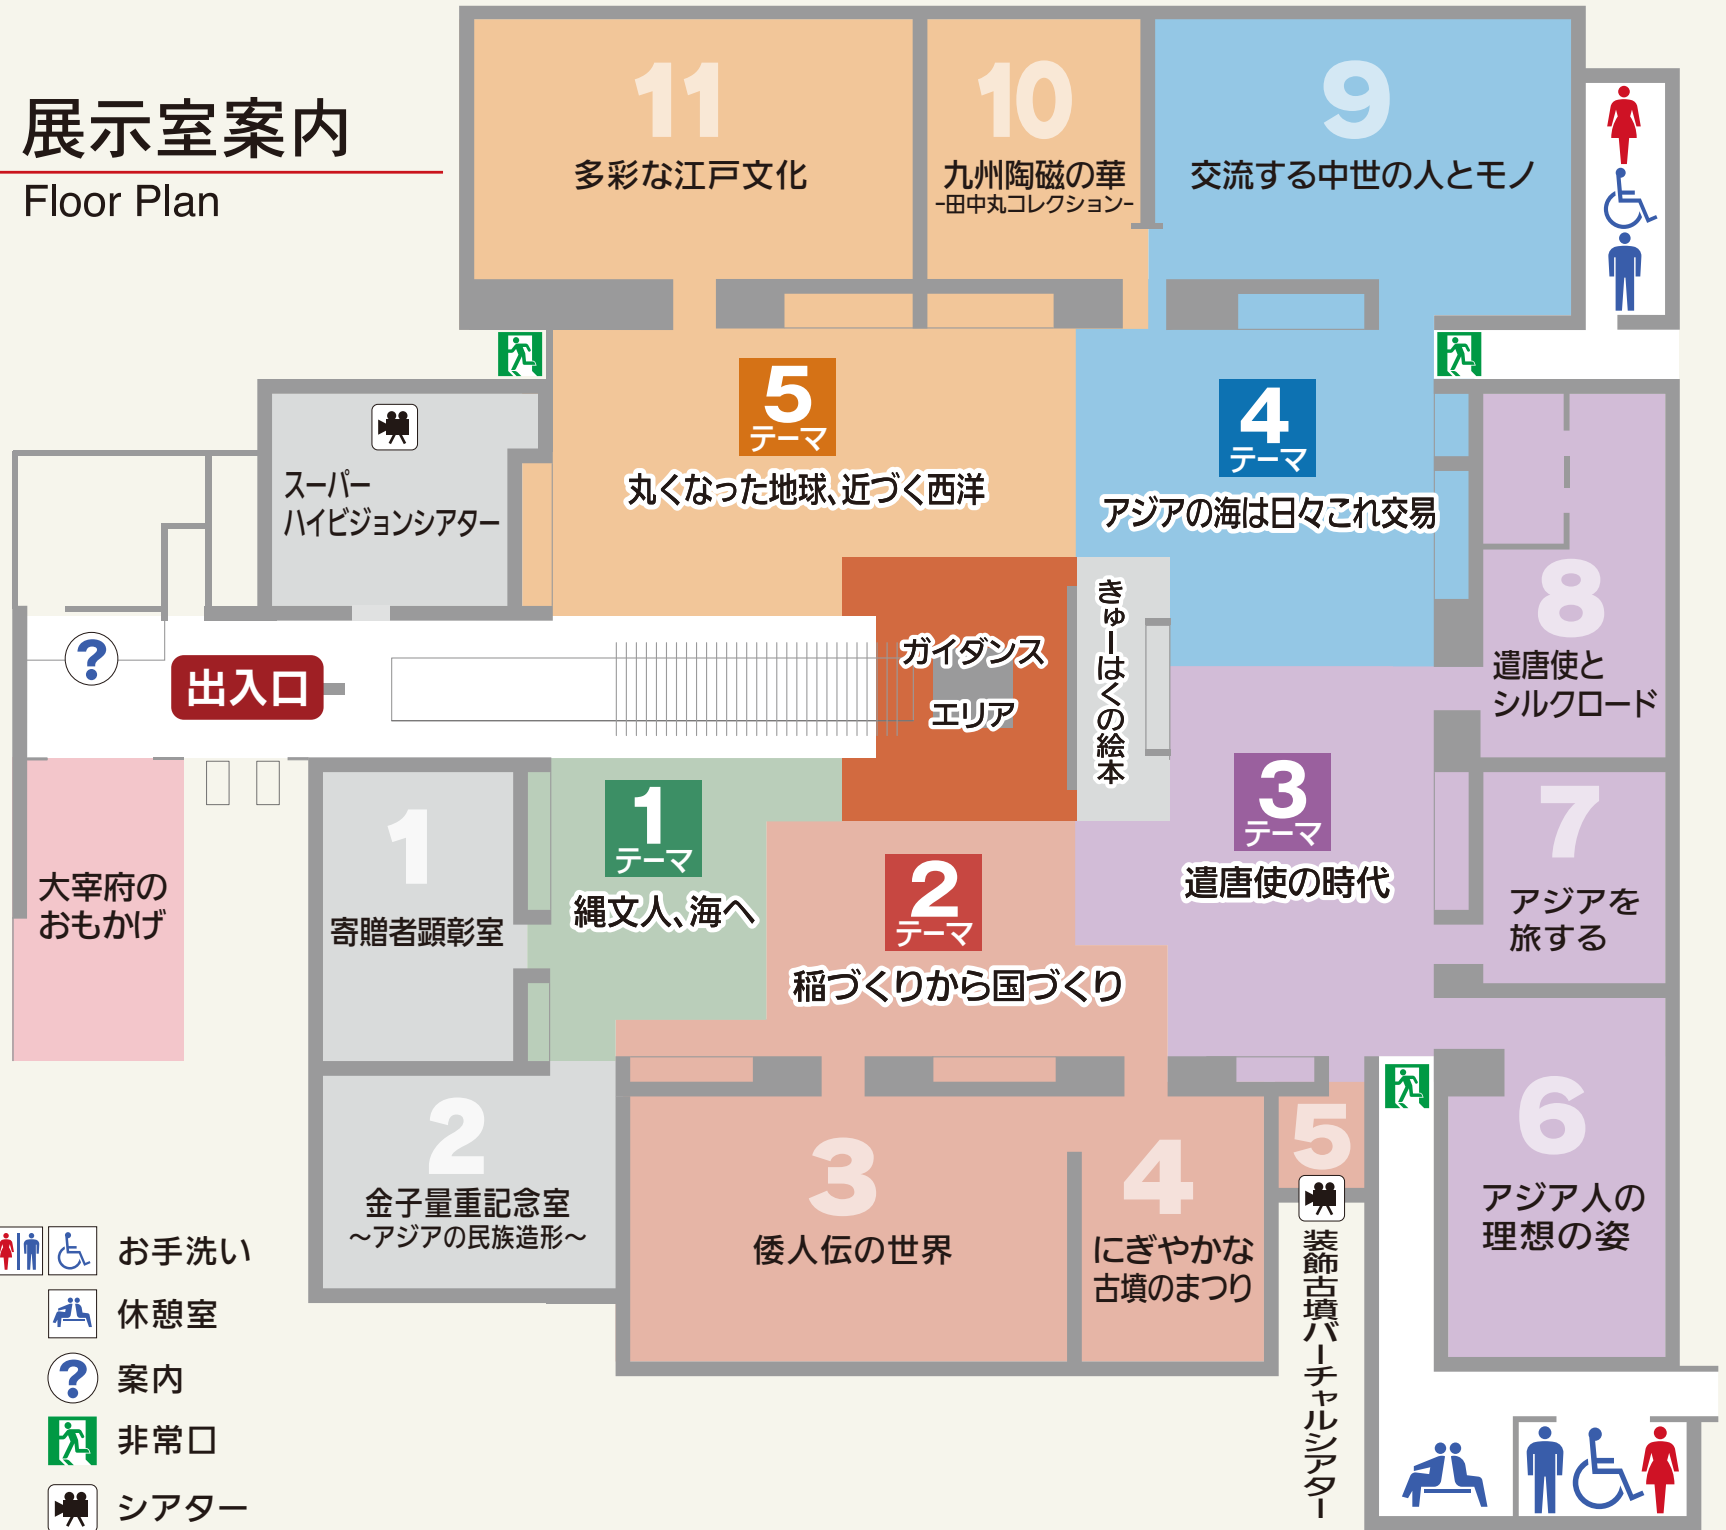 展示室案内
Floor Plan
11
多彩な江戸文化
10
九州陶磁の華
-田中丸コレクション-
9
交流する中世の人とモノ
5
テーマ
丸くなった地球、近づく西洋
4
テーマ
アジアの海は日々これ交易
スーパー
ハイビジョンシアター
8
遣唐使と
シルクロード
?
出入口
ガイダンス
エリア
きゅーはくの絵本
3
テーマ
遣唐使の時代
7
アジアを
旅する
大宰府の
おもかげ
1
寄贈者顕彰室
1
テーマ
縄文人、海へ
2
テーマ
稲づくりから国づくり
2
金子量重記念室
～アジアの民族造形～
3
倭人伝の世界
4
にぎやかな
古墳のまつり
5
装飾古墳バーチャルシアター
6
アジア人の
理想の姿
お手洗い
休憩室
?
案内
非常口
シアター